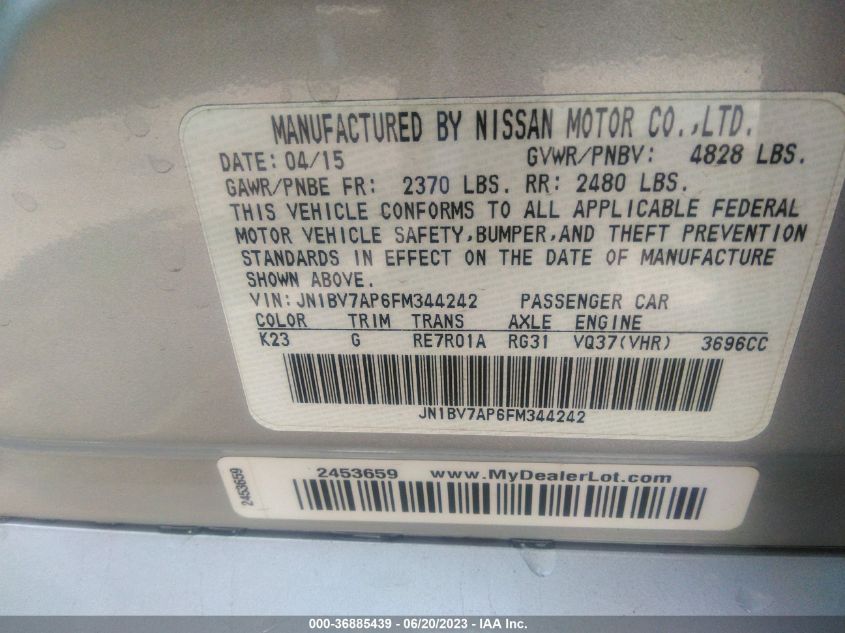 MANUFACTURED BY NISSAN MOTOR CO.,LTD.
DATE: 04/15 GVWR/PNBV: 4828 LBS.
GAWR/PNBE FR: 2370 LBS. RR: 2480 LBS.
THIS VEHICLE CONFORMS TO ALL APPLICABLE FEDERAL
MOTOR VEHICLE SAFETY,BUMPER,AND THEFT PREVENTION
STANDARDS IN EFFECT ON THE DATE OF MANUFACTURE
SHOWN ABOVE.
VIN: JN1BV7AP6FM344242 PASSENGER CAR
COLOR TRIM TRANS AXLE ENGINE
K23 G RE7R01A RG31 VQ37(VHR) 3696CC
JN1BV7AP6FM344242
2453659
2453659 www.MyDealerLot.com
000-36885439 - 06/20/2023 - IAA Inc.